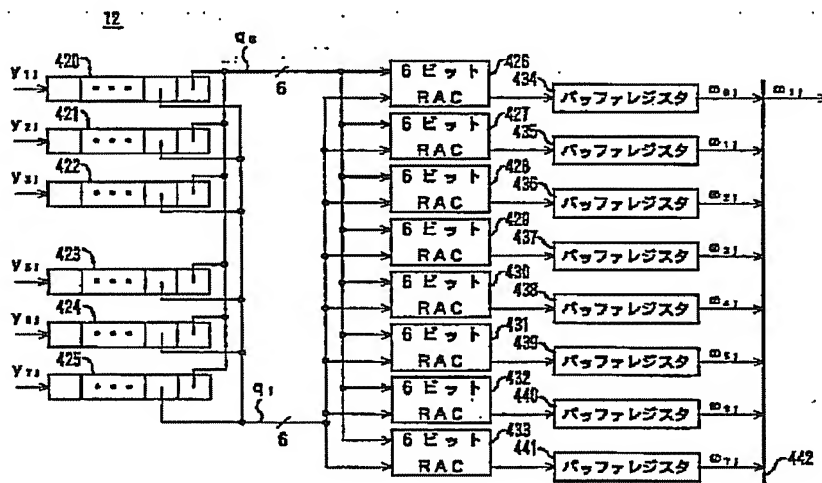 12
420
y1j
421
y2j
422
y3j
423
y5j
424
y6j
425
y7j
6
6
6 ビット
RAC
426
434
バッファレジスタ
6 ビット
RAC
427
435
バッファレジスタ
6 ビット
RAC
428
436
バッファレジスタ
6 ビット
RAC
429
437
バッファレジスタ
6 ビット
RAC
430
438
バッファレジスタ
6 ビット
RAC
431
439
バッファレジスタ
6 ビット
RAC
432
440
バッファレジスタ
6 ビット
RAC
433
441
バッファレジスタ
442